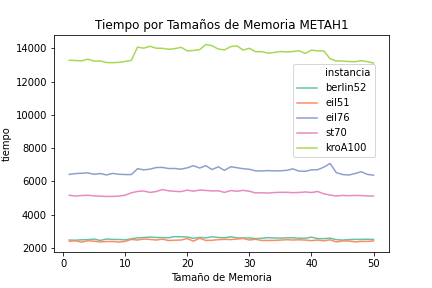 Tiempo por Tamaños de Memoria METAH1
14000
12000
10000
8000
6000
4000
2000
tiempo
instancia
berlin52
eil51
eil76
st70
kroA100
0 10 20 30 40 50
Tamaño de Memoria